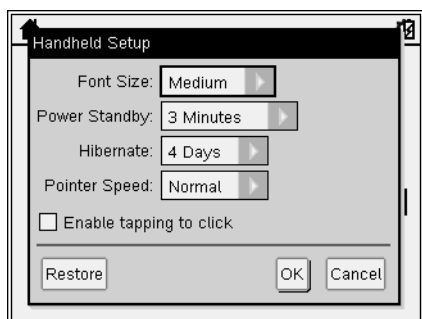 Handheld Setup
Font Size: Medium
Power Standby: 3 Minutes
Hibernate: 4 Days
Pointer Speed: Normal
Enable tapping to click
Restore OK Cancel